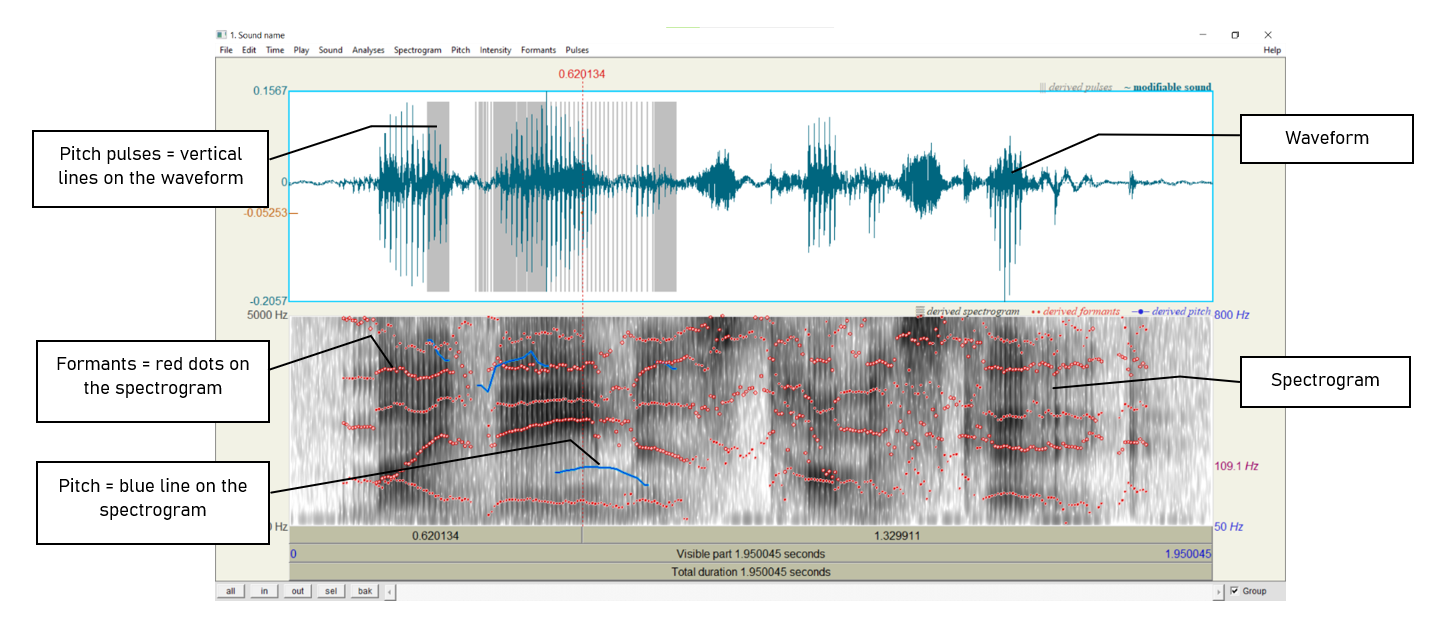 1. Sound name
File Edit Time Play Sound Analyses Spectrogram Pitch Intensity Formants Pulses Help
0.620134
0.1567
derived pulses ~ modifiable sound
Pitch pulses = vertical
lines on the waveform
Waveform
0
-0.05253
-0.2057
5000 Hz
derived spectrogram derived formants derived pitch
800 Hz
Formants = red dots on
the spectrogram
Spectrogram
109.1 Hz
Pitch = blue line on the
spectrogram
Hz
50 Hz
0.620134 1.329911
0 Visible part 1.950045 seconds 1.950045
Total duration 1.950045 seconds
all in out sel bak Group